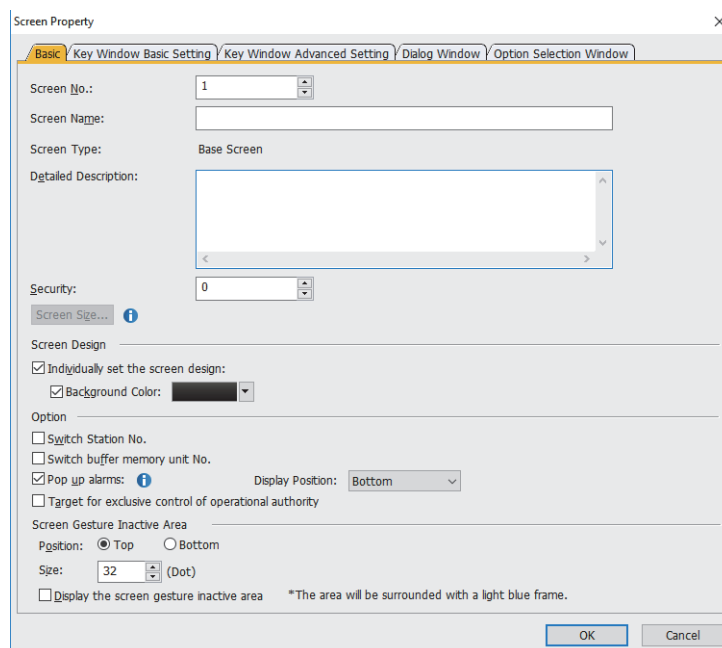 Screen Property
Basic Key Window Basic Setting Key Window Advanced Setting Dialog Window Option Selection Window
Screen No.: 1
Screen Name:
Screen Type: Base Screen
Detailed Description:
Security: 0
Screen Size...
Screen Design
Individually set the screen design:
Background Color:
Option
Switch Station No.
Switch buffer memory unit No.
Pop up alarms: Display Position: Bottom
Target for exclusive control of operational authority
Screen Gesture Inactive Area
Position: Top Bottom
Size: 32 (Dot)
Display the screen gesture inactive area *The area will be surrounded with a light blue frame.
OK Cancel